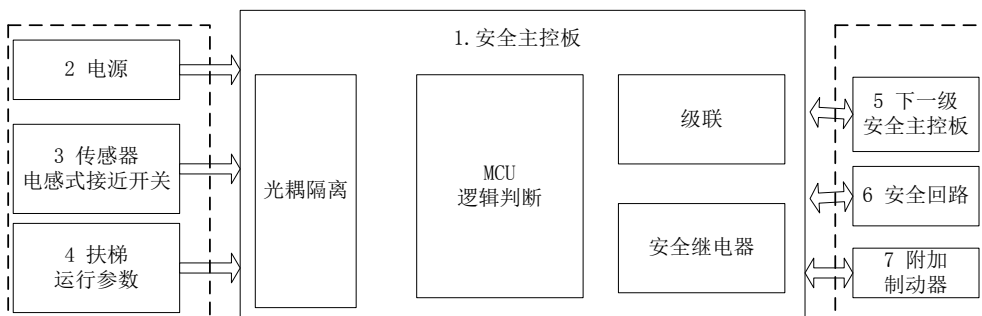 1.安全主控板
2 电源
3 传感器
电感式接近开关
4 扶梯
运行参数
光耦隔离
MCU
逻辑判断
级联
安全继电器
5 下一级
安全主控板
6 安全回路
7 附加
制动器